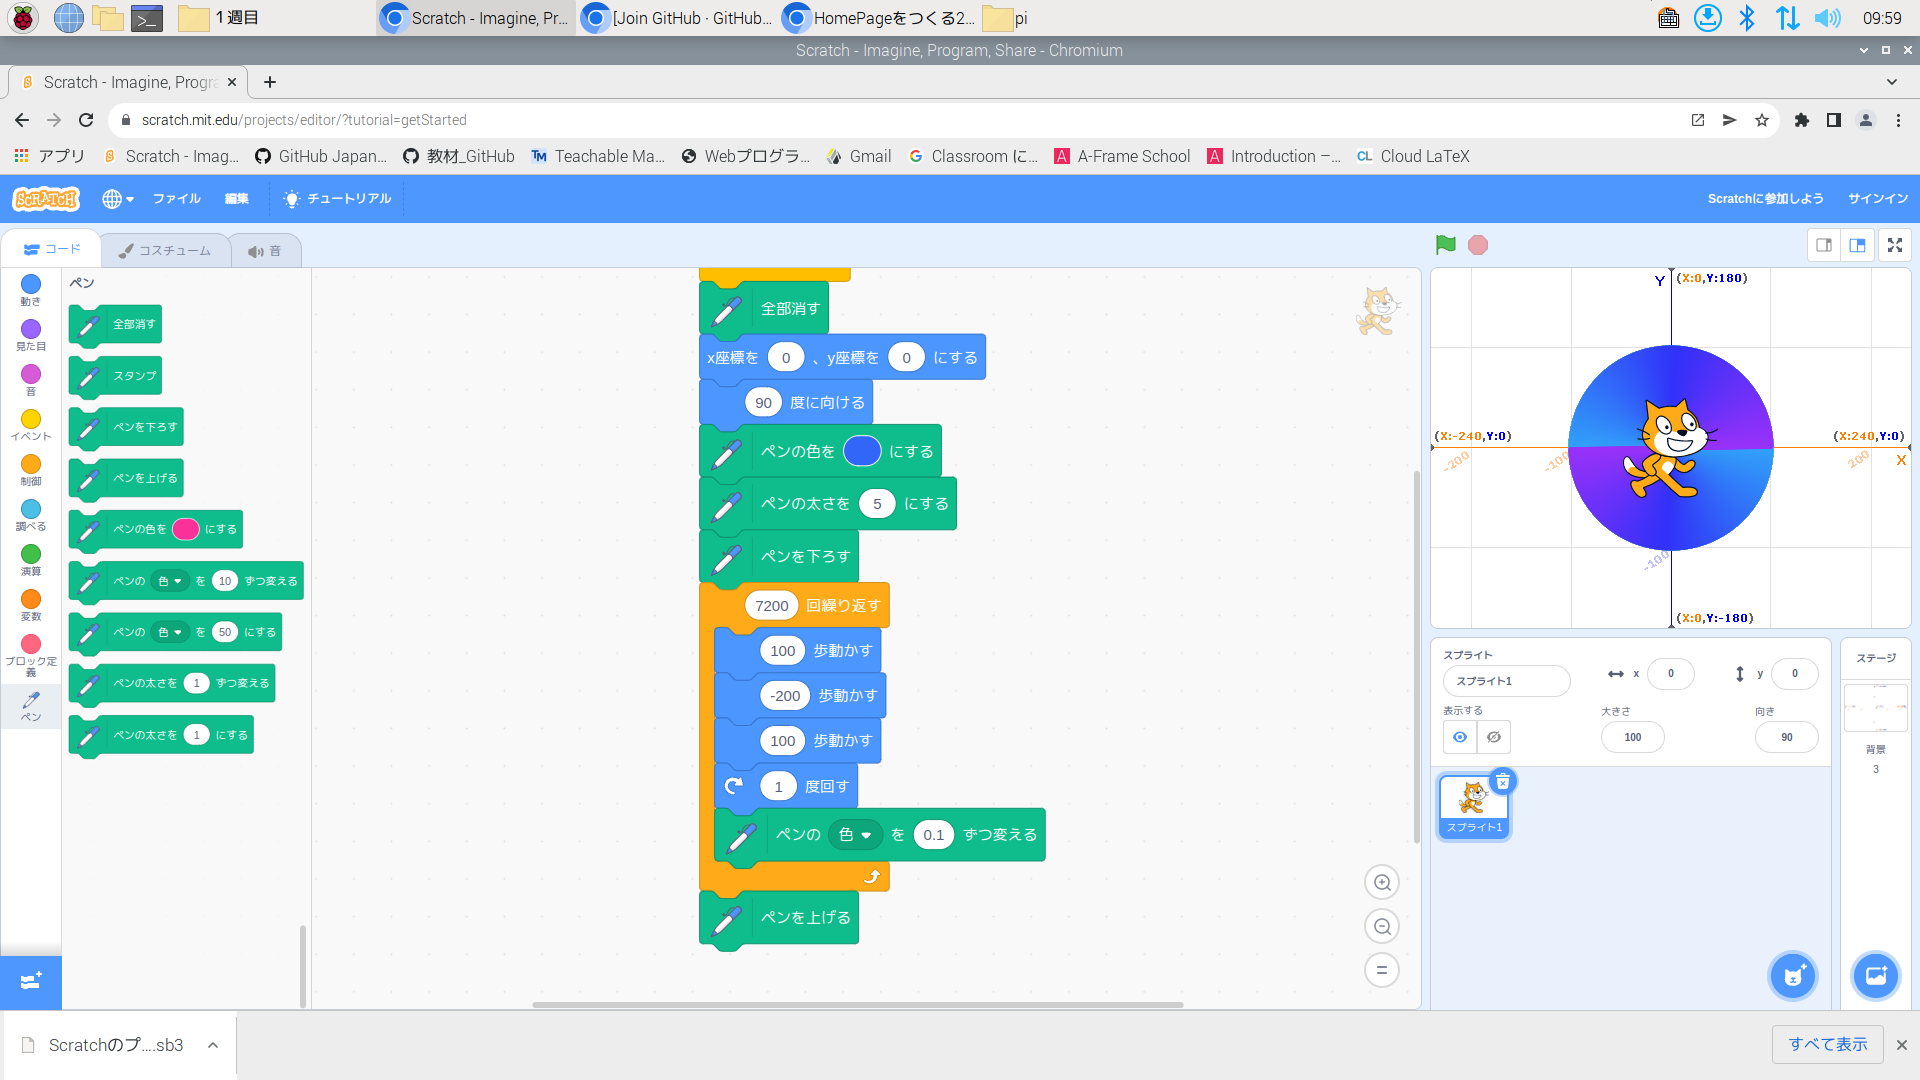 1週目
Scratch - Imagine, Pr...
[Join GitHub · GitHub...
HomePageをつくる2...
pi
09:59
Scratch - Imagine, Program, Share - Chromium
Scratch - Imagine, Progra
scratch.mit.edu/projects/editor/?tutorial=getStarted
アプリ
Scratch - Imag...
GitHub Japan...
教材_GitHub
Teachable Ma...
Webプログラ...
Gmail
Classroom に...
A-Frame School
Introduction –...
Cloud LaTeX
SCRATCH
ファイル
編集
チュートリアル
Scratchに参加しよう
サインイン
コード
コスチューム
音
動き
見た目
音
イベント
制御
調べる
演算
変数
ブロック定義
ペン
ペン
全部消す
スタンプ
ペンを下ろす
ペンを上げる
ペンの色を にする
ペンの 色 を 10 ずつ変える
ペンの 色 を 50 にする
ペンの太さを 1 ずつ変える
ペンの太さを 1 にする
全部消す
x座標を 0 、y座標を 0 にする
90 度に向ける
ペンの色を にする
ペンの太さを 5 にする
ペンを下ろす
7200 回繰り返す
100 歩動かす
-200 歩動かす
100 歩動かす
1 度回す
ペンの 色 を 0.1 ずつ変える
ペンを上げる
Y (X:0,Y:180)
(X:-240,Y:0)
(X:240,Y:0)
-200
-100
200
X
-100
(X:0,Y:-180)
スプライト
スプライト1
x 0
y 0
表示する
大きさ
100
向き
90
スプライト1
ステージ
背景
3
Scratchのプ....sb3
すべて表示